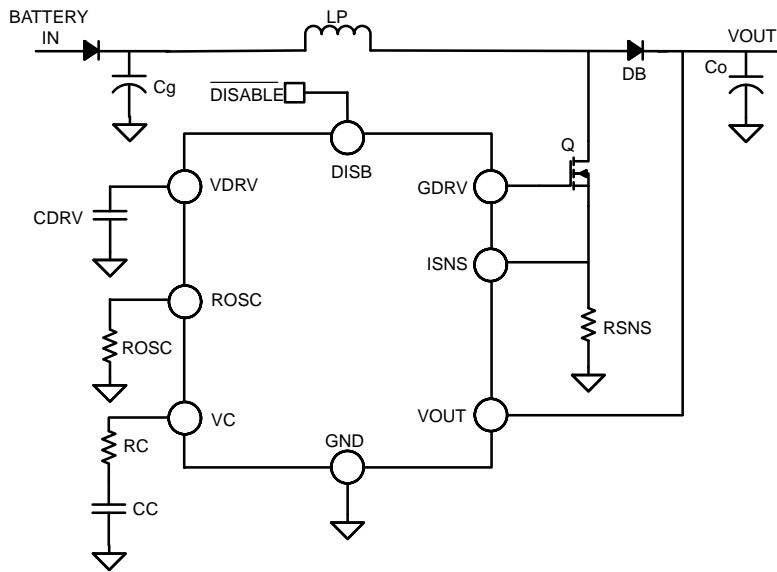 BATTERY
IN
LP
VOUT
DB
Co
Cg
DISABLE
DISB
Q
VDRV
GDRV
CDRV
ISNS
ROSC
ROSC
RSNS
VC
VOUT
RC
GND
CC